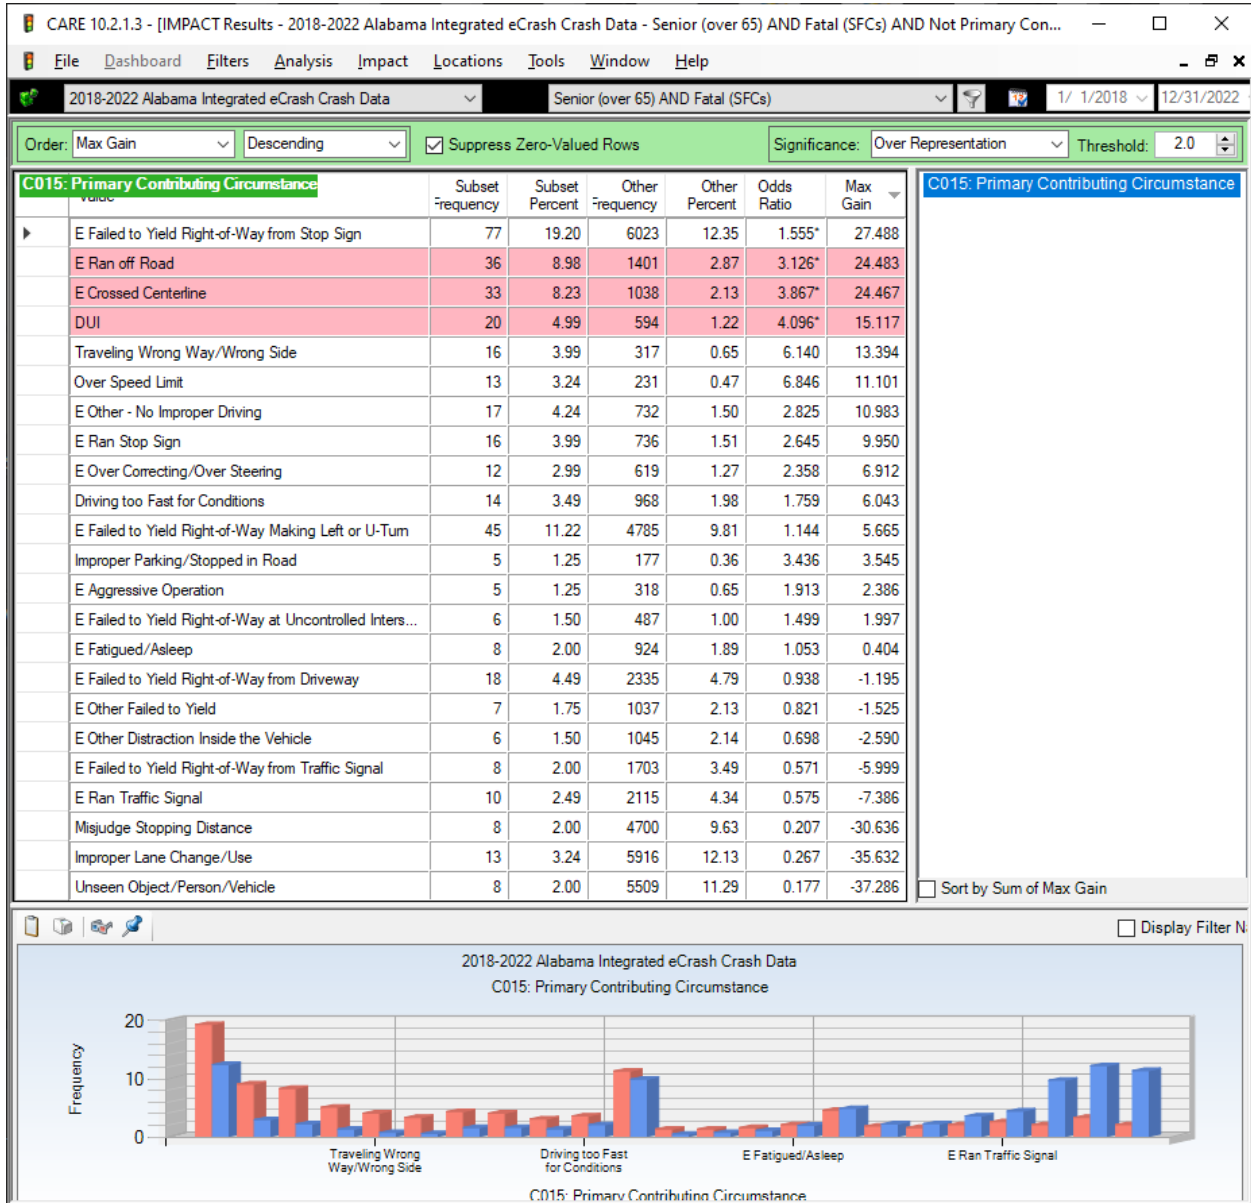 CARE 10.2.1.3 - [IMPACT Results - 2018-2022 Alabama Integrated eCrash Crash Data - Senior (over 65) AND Fatal (SFCs) AND Not Primary Con...
File Dashboard Filters Analysis Impact Locations Tools Window Help
2018-2022 Alabama Integrated eCrash Crash Data Senior (over 65) AND Fatal (SFCs) 1/ 1/2018 12/31/2022
Order: Max Gain Descending Suppress Zero-Valued Rows Significance: Over Representation Threshold: 2.0
C015: Primary Contributing Circumstance Subset Frequency Subset Percent Other Frequency Other Percent Odds Ratio Max Gain C015: Primary Contributing Circumstance
E Failed to Yield Right-of-Way from Stop Sign 77 19.20 6023 12.35 1.555* 27.488
E Ran off Road 36 8.98 1401 2.87 3.126* 24.483
E Crossed Centerline 33 8.23 1038 2.13 3.867* 24.467
DUI 20 4.99 594 1.22 4.096* 15.117
Traveling Wrong Way/Wrong Side 16 3.99 317 0.65 6.140 13.394
Over Speed Limit 13 3.24 231 0.47 6.846 11.101
E Other - No Improper Driving 17 4.24 732 1.50 2.825 10.983
E Ran Stop Sign 16 3.99 736 1.51 2.645 9.950
E Over Correcting/Over Steering 12 2.99 619 1.27 2.358 6.912
Driving too Fast for Conditions 14 3.49 968 1.98 1.759 6.043
E Failed to Yield Right-of-Way Making Left or U-Turn 45 11.22 4785 9.81 1.144 5.665
Improper Parking/Stopped in Road 5 1.25 177 0.36 3.436 3.545
E Aggressive Operation 5 1.25 318 0.65 1.913 2.386
E Failed to Yield Right-of-Way at Uncontrolled Inters... 6 1.50 487 1.00 1.499 1.997
E Fatigued/Asleep 8 2.00 924 1.89 1.053 0.404
E Failed to Yield Right-of-Way from Driveway 18 4.49 2335 4.79 0.938 -1.195
E Other Failed to Yield 7 1.75 1037 2.13 0.821 -1.525
E Other Distraction Inside the Vehicle 6 1.50 1045 2.14 0.698 -2.590
E Failed to Yield Right-of-Way from Traffic Signal 8 2.00 1703 3.49 0.571 -5.999
E Ran Traffic Signal 10 2.49 2115 4.34 0.575 -7.386
Misjudge Stopping Distance 8 2.00 4700 9.63 0.207 -30.636
Improper Lane Change/Use 13 3.24 5916 12.13 0.267 -35.632
Unseen Object/Person/Vehicle 8 2.00 5509 11.29 0.177 -37.286
Sort by Sum of Max Gain
Display Filter N
2018-2022 Alabama Integrated eCrash Crash Data
C015: Primary Contributing Circumstance
Frequency
20
10
0
Traveling Wrong Way/Wrong Side
Driving too Fast for Conditions
E Fatigued/Asleep
E Ran Traffic Signal
C015: Primary Contributing Circumstance